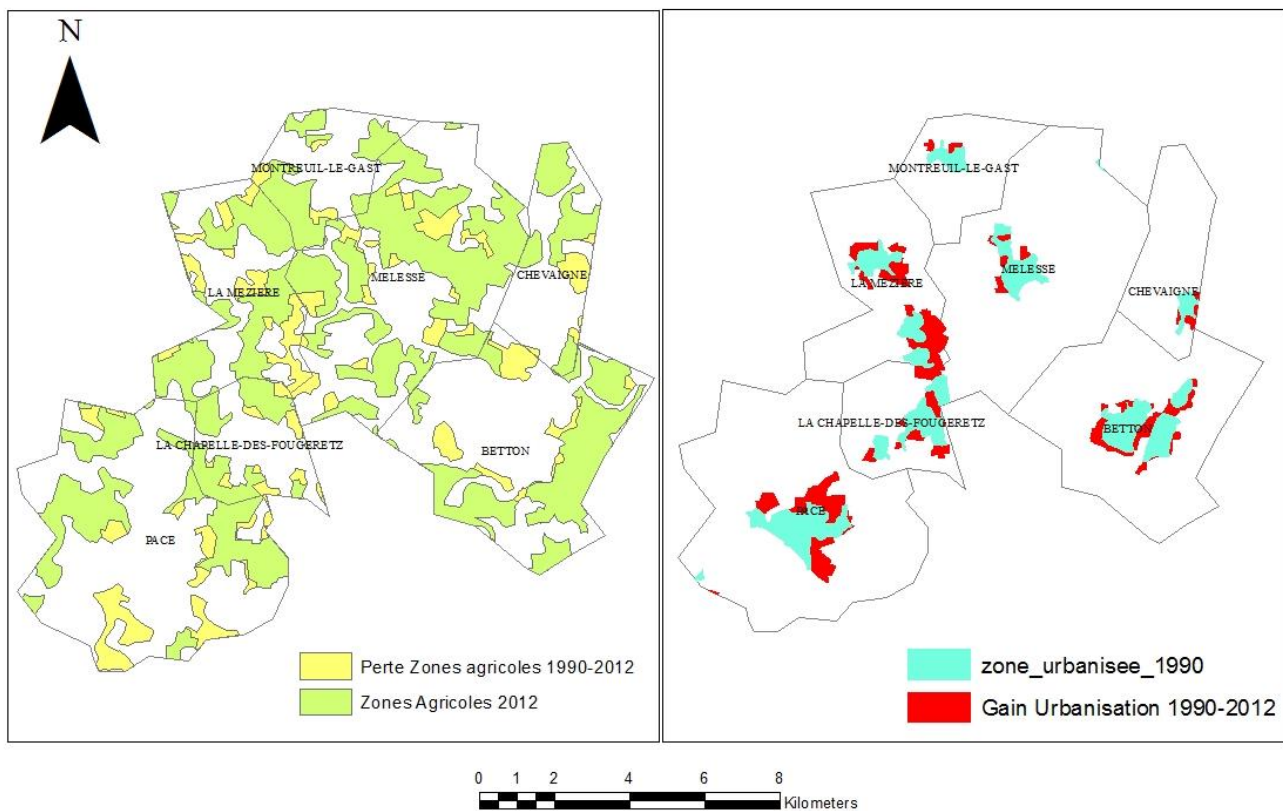 N
MONTREUIL-LE-GAST
MELESSE
CHEVAIGNE
LA MEZIERE
LA CHAPELLE-DES-FOUGERETZ
BETTON
PACE
Perte Zones agricoles 1990-2012
Zones Agricoles 2012
MONTREUIL-LE-GAST
MELESSE
LA MEZIERE
CHEVAIGNE
LA CHAPELLE-DES-FOUGERETZ
BETTON
PACE
zone_urbanisee_1990
Gain Urbanisation 1990-2012
0 1 2 4 6 8
Kilometers